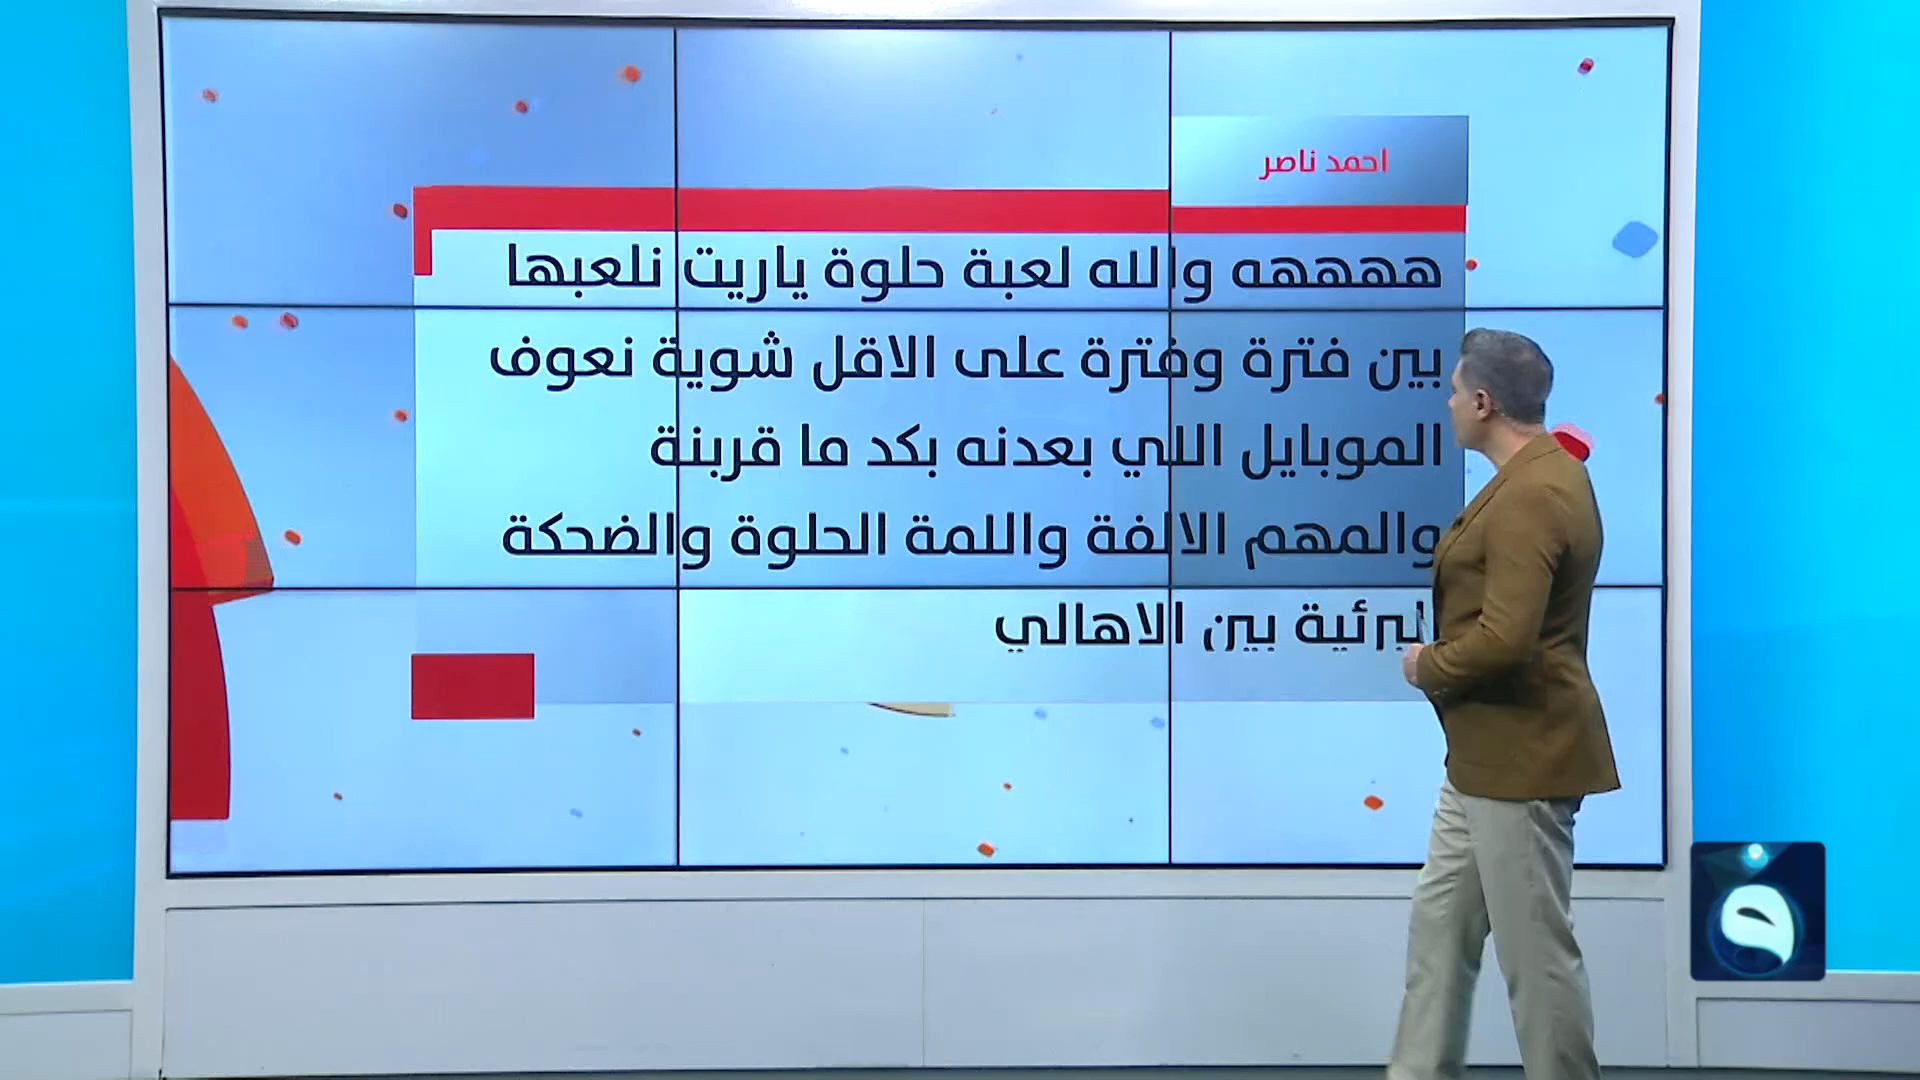 احمد ناصر
ههههه والله لعبة حلوة ياريت نلعبها
بين فترة وفترة على الاقل شوية نعوف
الموبايل اللي بعدنه بكد ما قربنة
والمهم الالفة واللمة الحلوة والضحكة
البرئية بين الاهالي